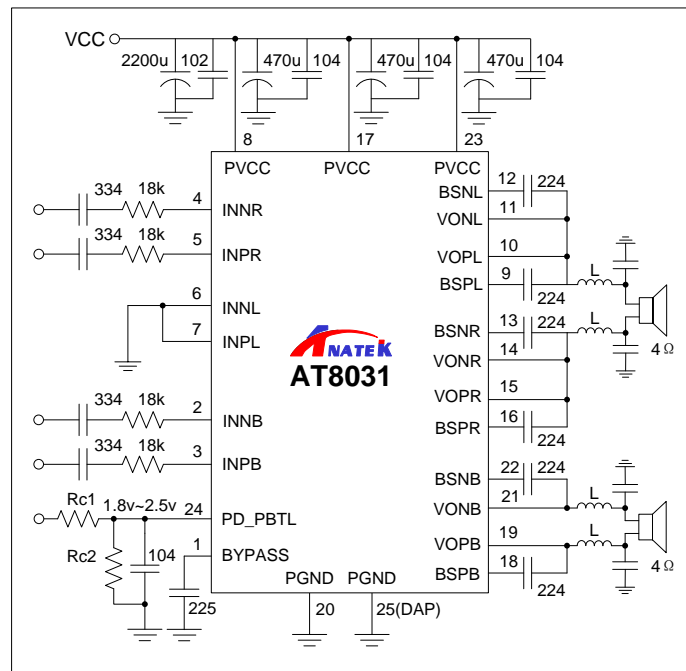 VCC
2200u 102 470u 104 470u 104 470u 104
8 17 23
PVCC PVCC PVCC
334 18k 4 INNR
334 18k 5 INPR
6 INNL
7 INPL
334 18k 2 INNB
334 18k 3 INPB
Rc1 1.8v~2.5v 24 PD_PBTL
Rc2 104 1 BYPASS
225
ANATEK
AT8031
BSNL 12 224
VONL 11
VOPL 10
BSPL 9 224 L
BSNR 13 224 L
4Ω
VONR 14
VOPR 15
BSPR 16 224
BSNB 22 224
VONB 21 L
VOPB 19 L
4Ω
BSPB 18 224
PGND PGND
20 25(DAP)